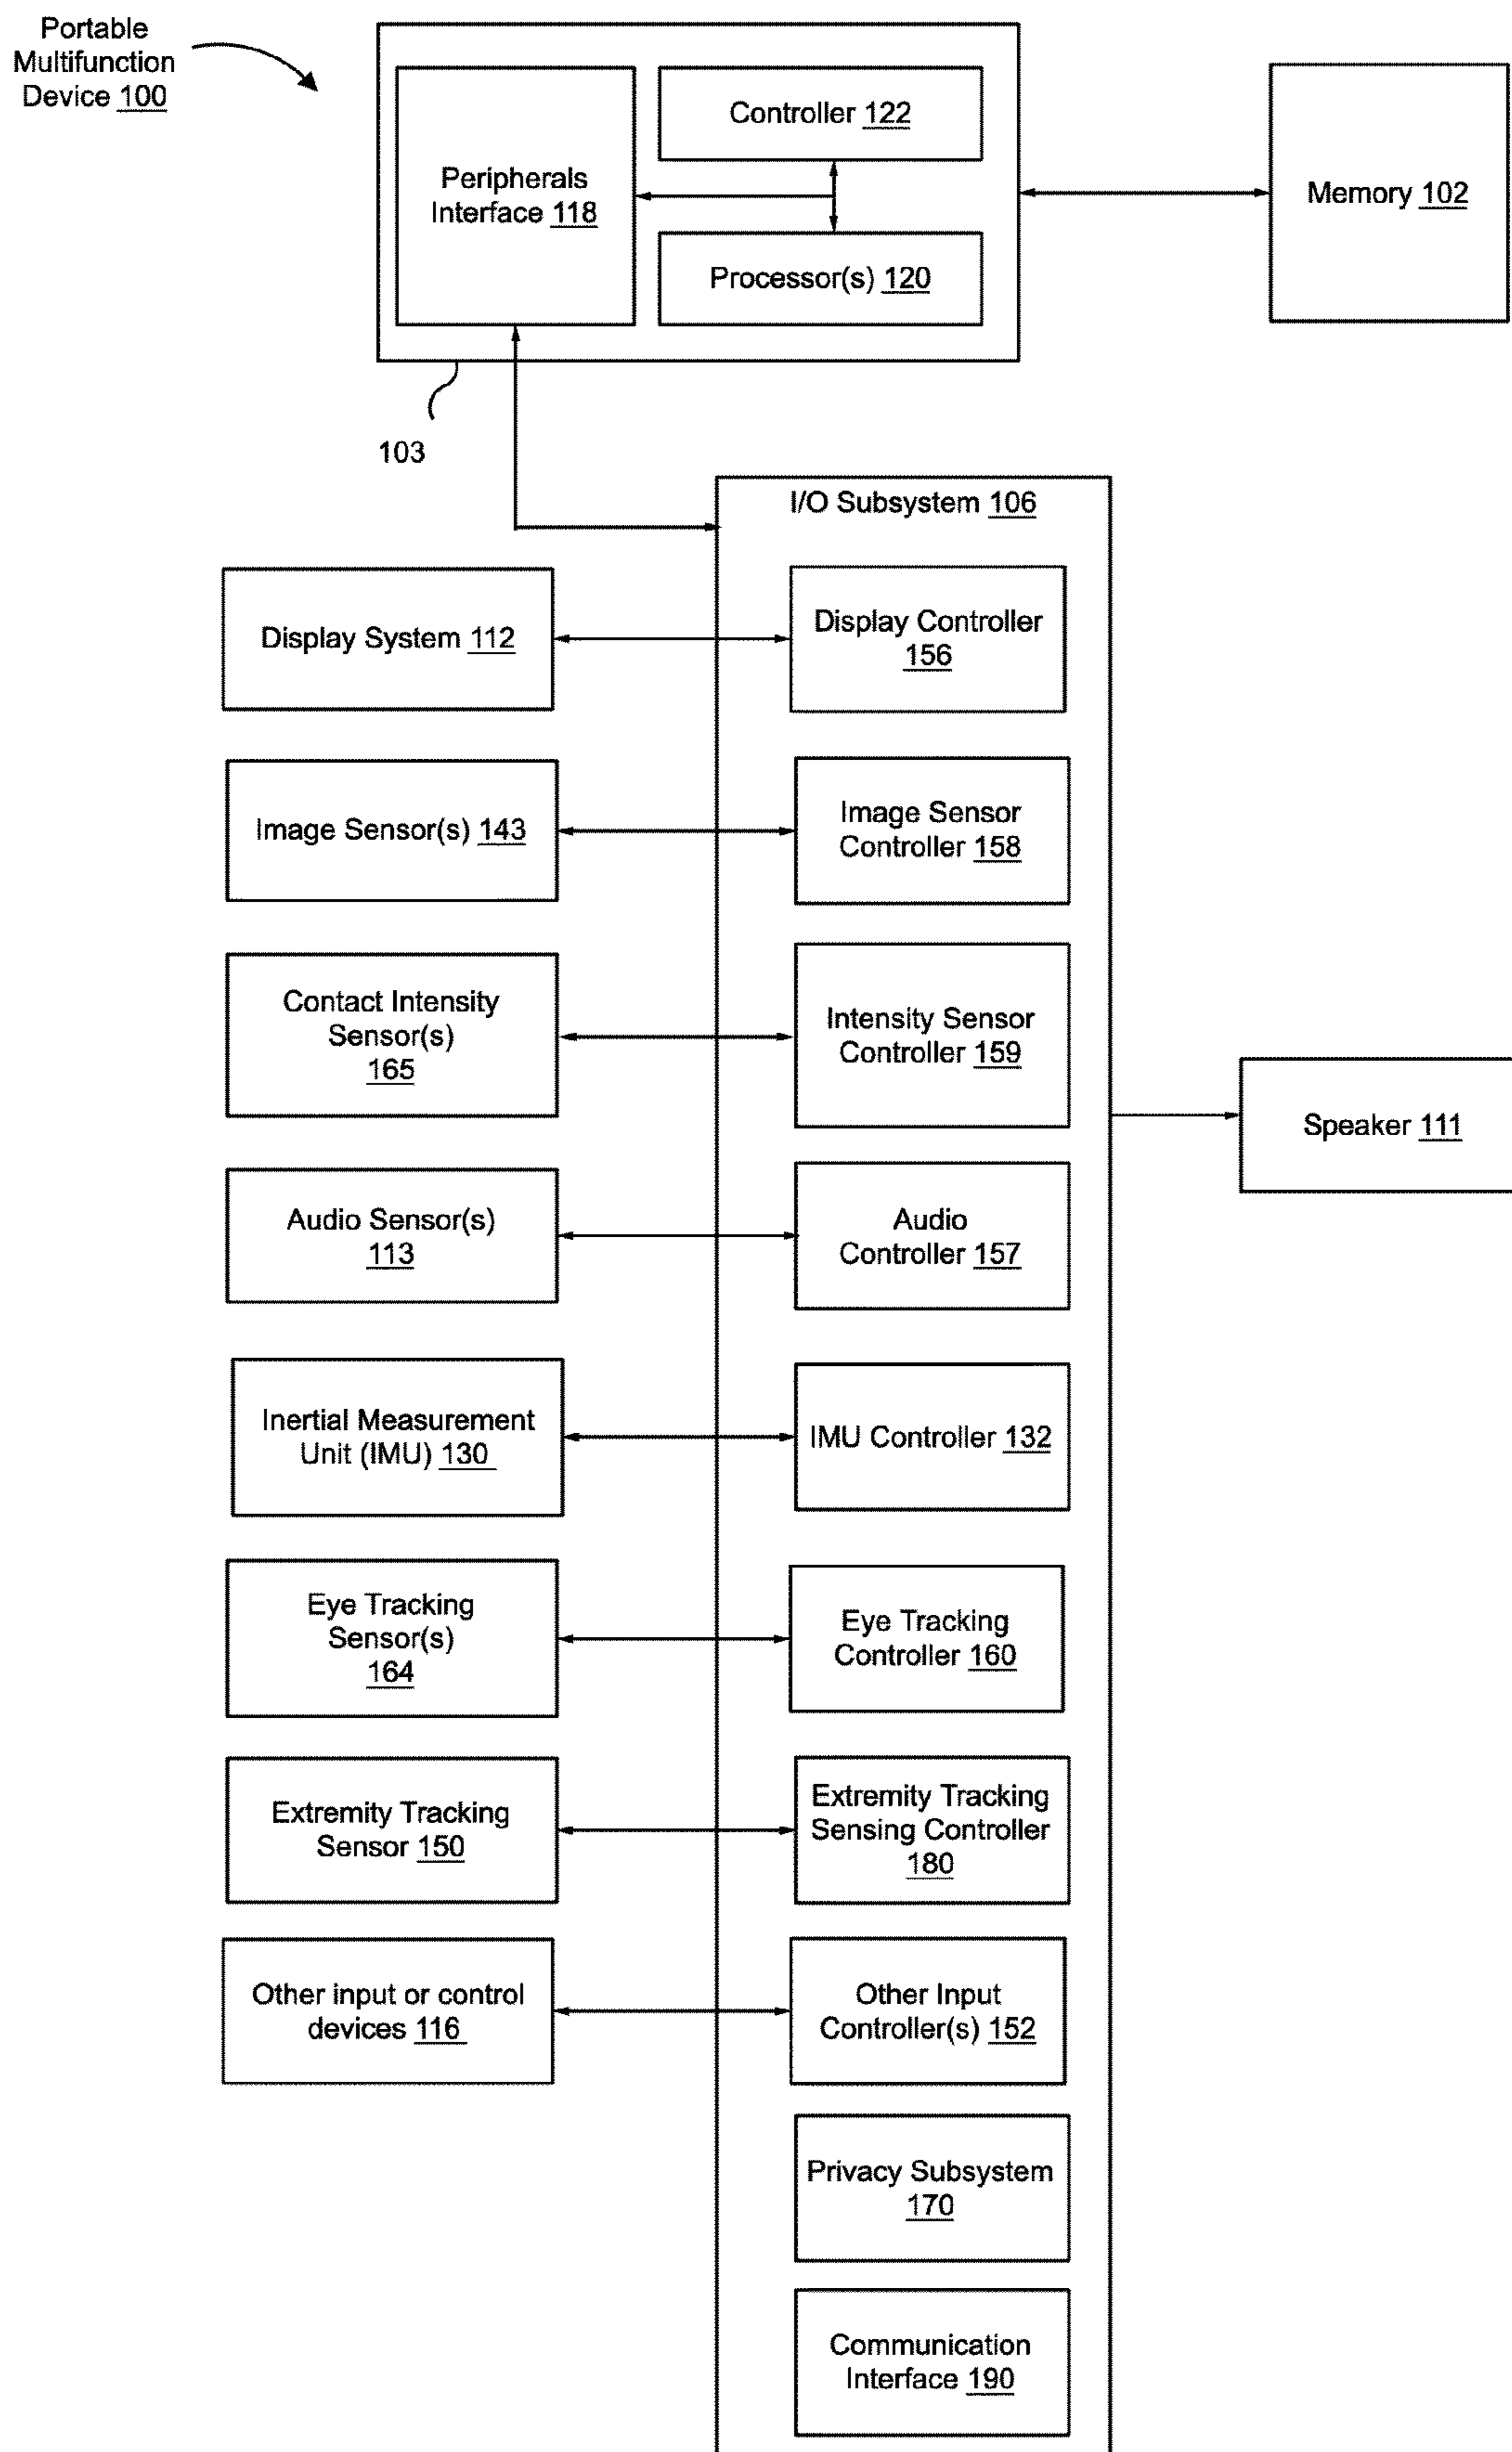 Portable
Multifunction
Device 100
Controller 122
Peripherals
Interface 118
Processor(s) 120
Memory 102
103
I/O Subsystem 106
Display System 112
Display Controller
156
Image Sensor(s) 143
Image Sensor
Controller 158
Contact Intensity
Sensor(s)
165
Intensity Sensor
Controller 159
Speaker 111
Audio Sensor(s)
113
Audio
Controller 157
Inertial Measurement
Unit (IMU) 130
IMU Controller 132
Eye Tracking
Sensor(s)
164
Eye Tracking
Controller 160
Extremity Tracking
Sensor 150
Extremity Tracking
Sensing Controller
180
Other input or control
devices 116
Other Input
Controller(s) 152
Privacy Subsystem
170
Communication
Interface 190